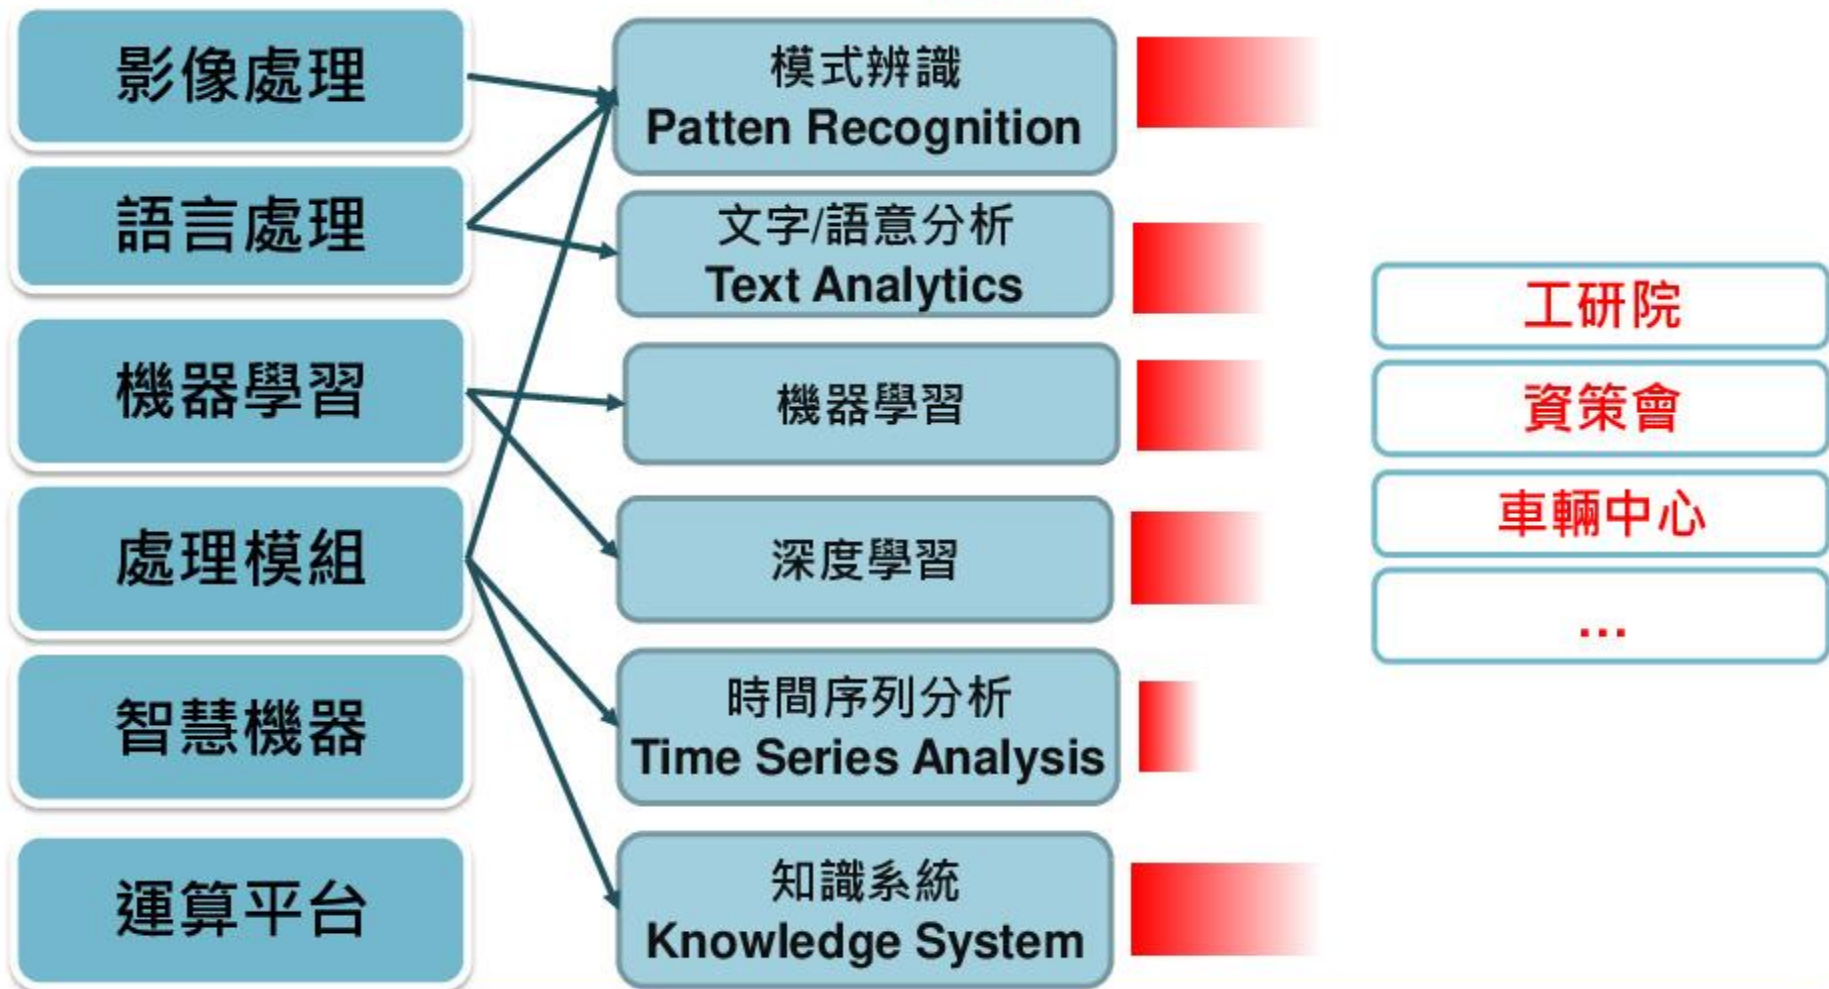 影像處理
語言處理
機器學習
處理模組
智慧機器
運算平台
模式辨識
Patten Recognition
文字/語意分析
Text Analytics
機器學習
深度學習
時間序列分析
Time Series Analysis
知識系統
Knowledge System
工研院
資策會
車輛中心
...